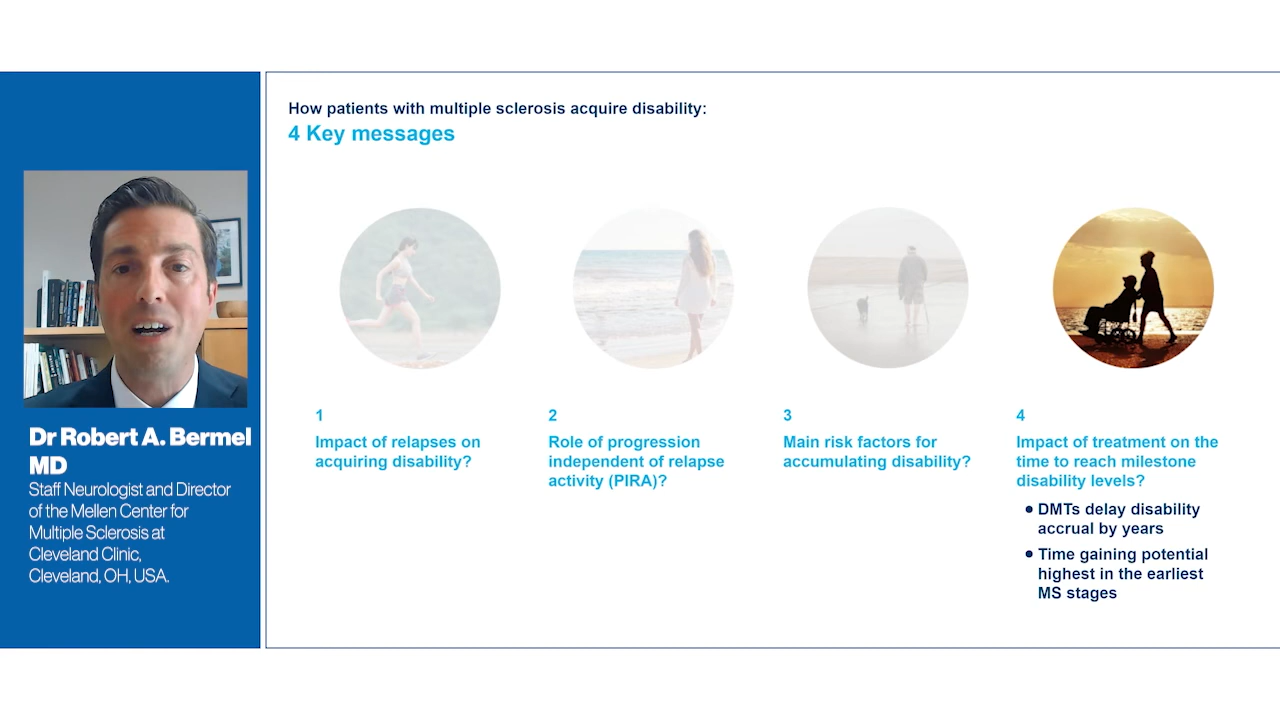 Dr Robert A. Bermel
MD
Staff Neurologist and Director
of the Mellen Center for
Multiple Sclerosis at
Cleveland Clinic,
Cleveland, OH, USA.
How patients with multiple sclerosis acquire disability:
4 Key messages
1
Impact of relapses on
acquiring disability?
2
Role of progression
independent of relapse
activity (PIRA)?
3
Main risk factors for
accumulating disability?
4
Impact of treatment on the
time to reach milestone
disability levels?
• DMTs delay disability
accrual by years
• Time gaining potential
highest in the earliest
MS stages